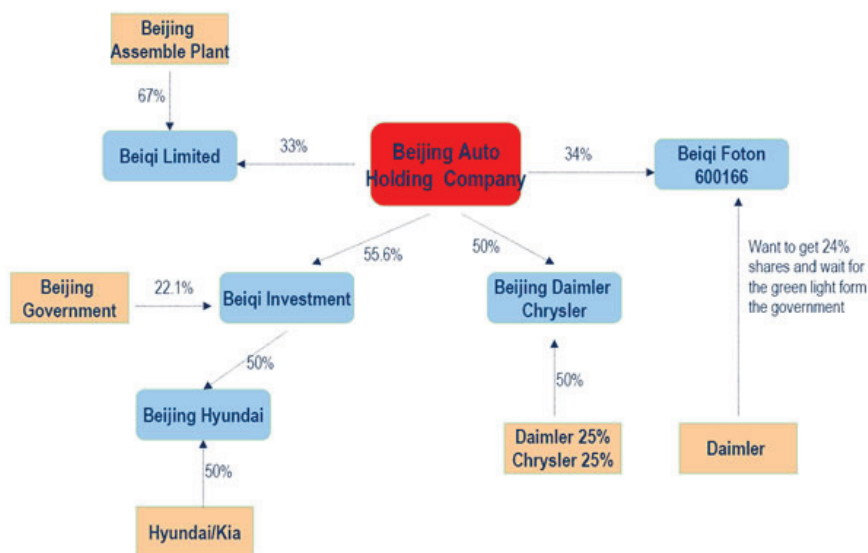 Beijing
Assemble Plant
67%
Beiqi Limited
33%
Beijing Auto
Holding Company
34%
Beiqi Foton
600166
55.6%
50%
Want to get 24%
shares and wait for
the green light form
the government
Beijing
Government
22.1%
Beiqi Investment
Beijing Daimler
Chrysler
50%
50%
Beijing Hyundai
Daimler 25%
Chrysler 25%
Daimler
50%
Hyundai/Kia